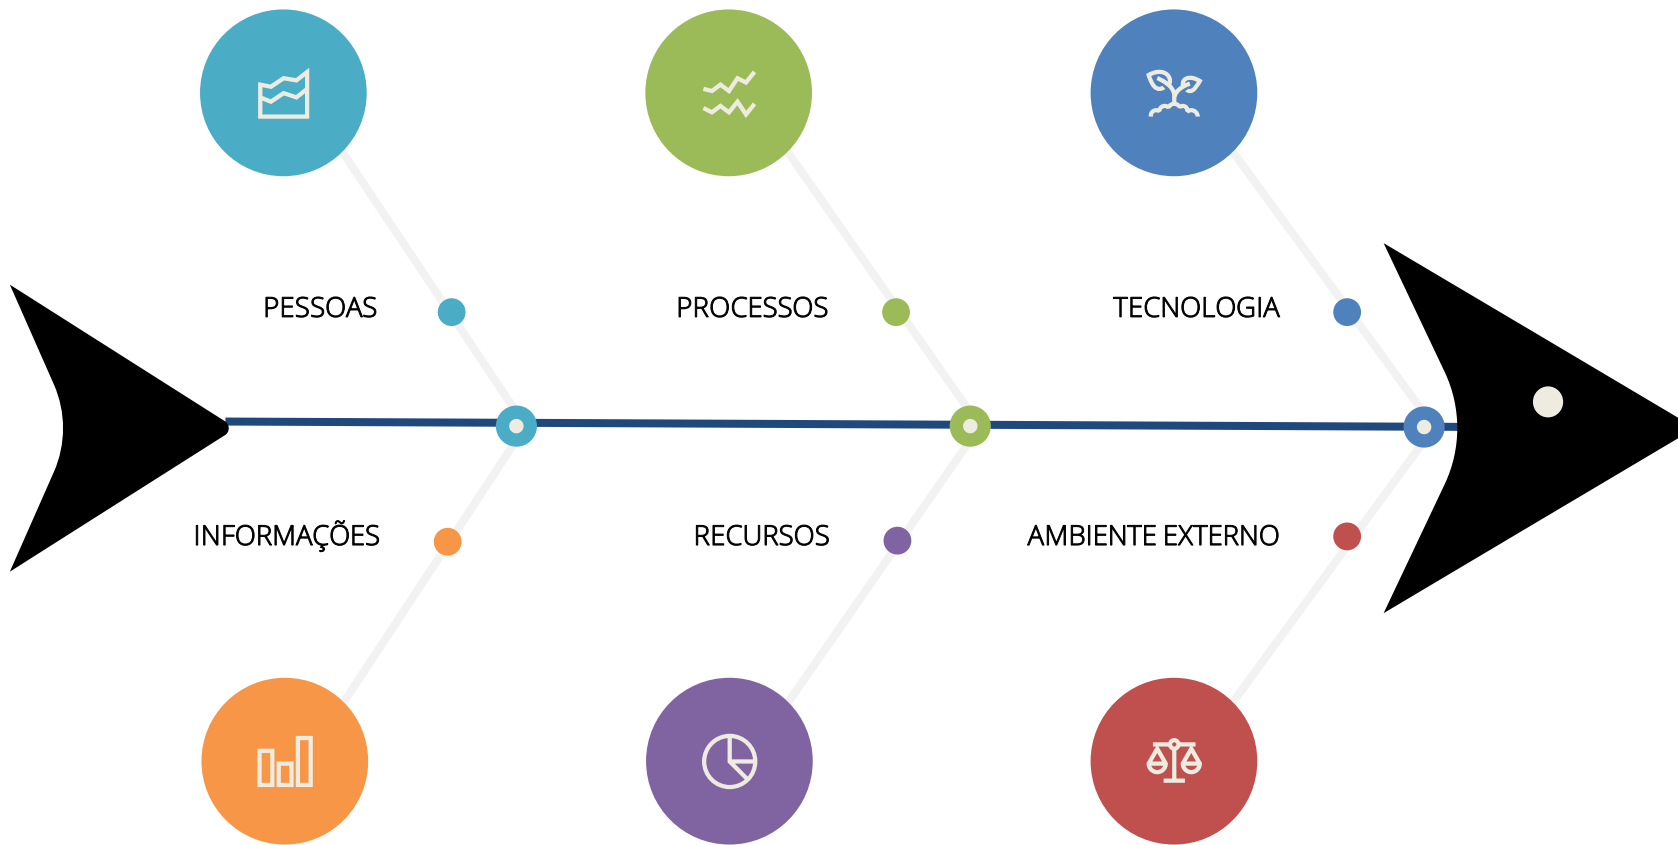 PESSOAS
PROCESSOS
TECNOLOGIA
INFORMAÇÕES
RECURSOS
AMBIENTE EXTERNO